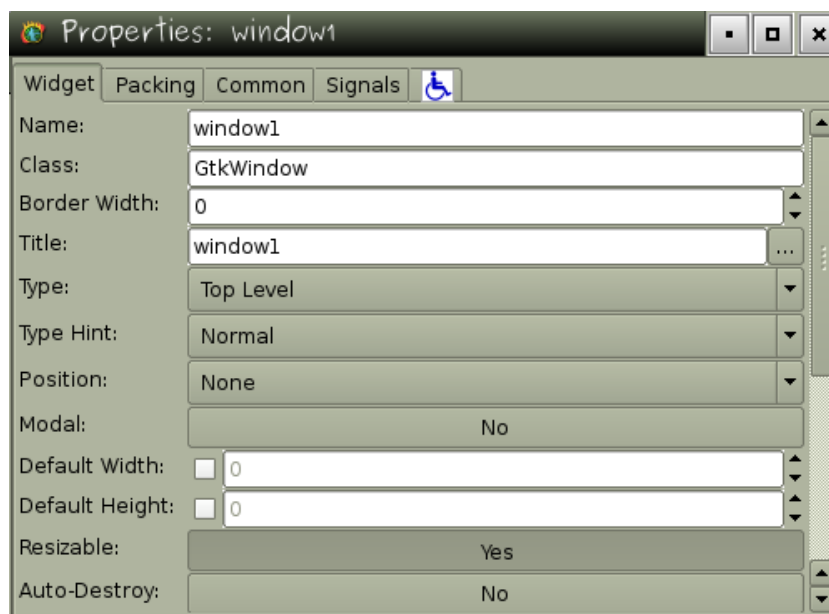 Properties: window1
Widget Packing Common Signals
Name: window1
Class: GtkWindow
Border Width: 0
Title: window1 ...
Type: Top Level
Type Hint: Normal
Position: None
Modal: No
Default Width: 0
Default Height: 0
Resizable: Yes
Auto-Destroy: No